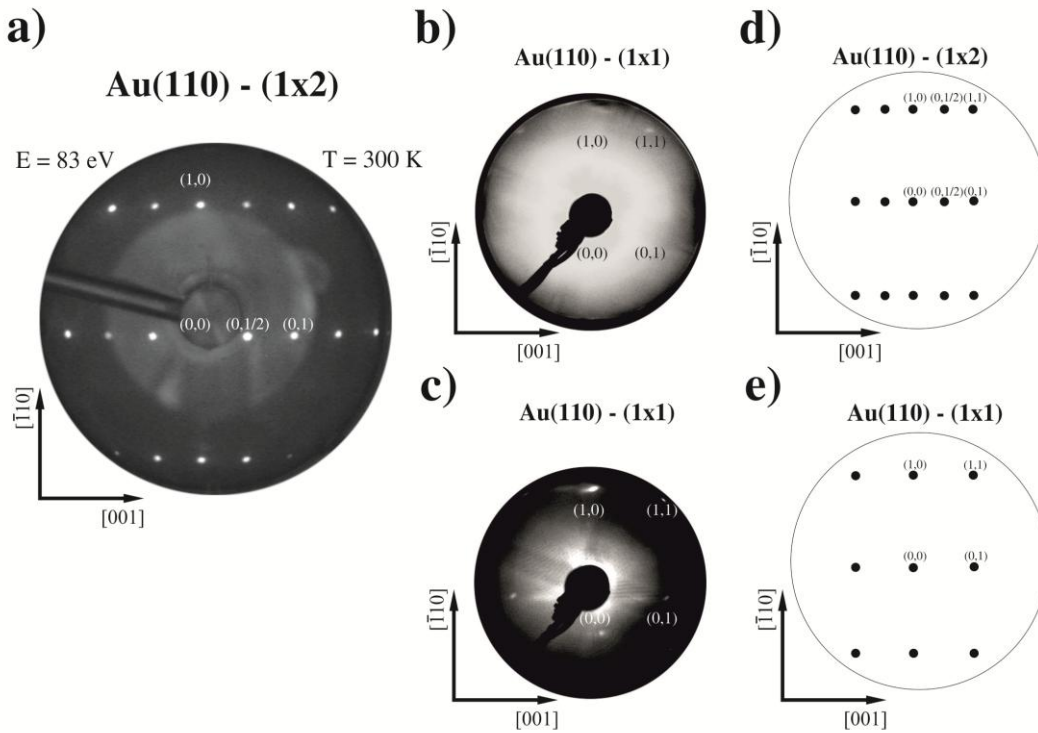 a)
Au(110) - (1x2)
E = 83 eV
T = 300 K
(1,0)
(0,0)
(0,1/2)
(0,1)
[1̄10]
[001]
b)
Au(110) - (1x1)
(1,0)
(1,1)
(0,0)
(0,1)
[1̄10]
[001]
c)
Au(110) - (1x1)
(1,0)
(1,1)
(0,0)
(0,1)
[1̄10]
[001]
d)
Au(110) - (1x2)
(1,0)
(0,1/2)
(1,1)
(0,0)
(0,1/2)
(0,1)
[1̄10]
[001]
e)
Au(110) - (1x1)
(1,0)
(1,1)
(0,0)
(0,1)
[1̄10]
[001]